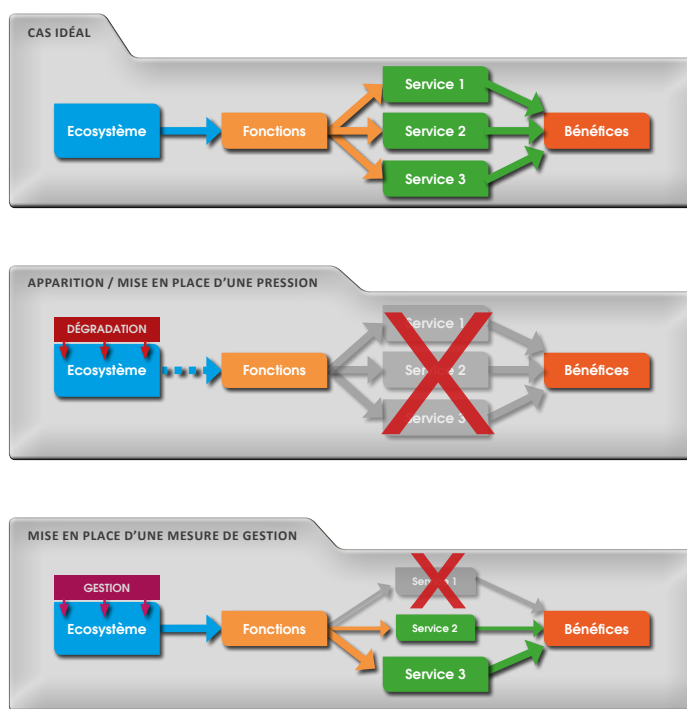 CAS IDÉAL
Service 1
Ecosystème
Fonctions
Service 2
Bénéfices
Service 3
APPARITION / MISE EN PLACE D'UNE PRESSION
DÉGRADATION
Service 1
Ecosystème
Fonctions
Service 2
Bénéfices
Service 3
MISE EN PLACE D'UNE MESURE DE GESTION
GESTION
Service 1
Ecosystème
Fonctions
Service 2
Bénéfices
Service 3